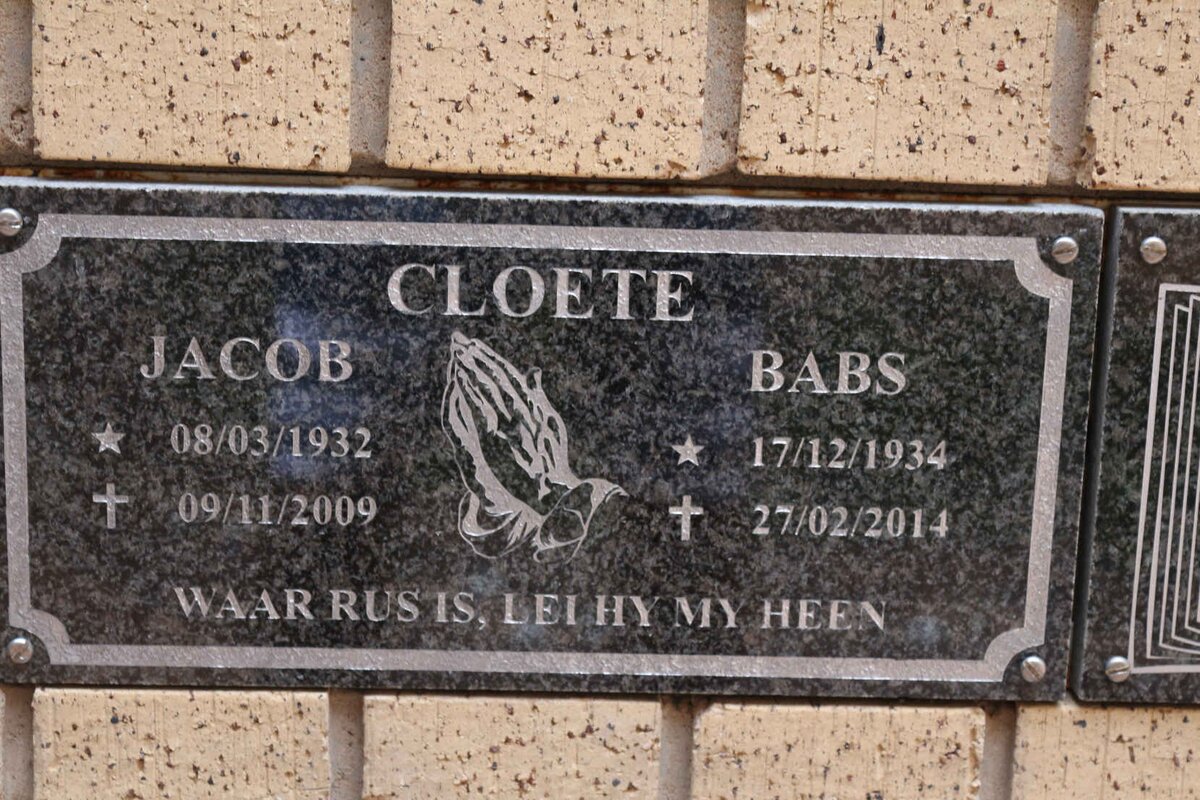 CLOETE
JACOB
★ 08/03/1932
✝ 09/11/2009
BABS
★ 17/12/1934
✝ 27/02/2014
WAAR RUS IS, LEI HY MY HEEN